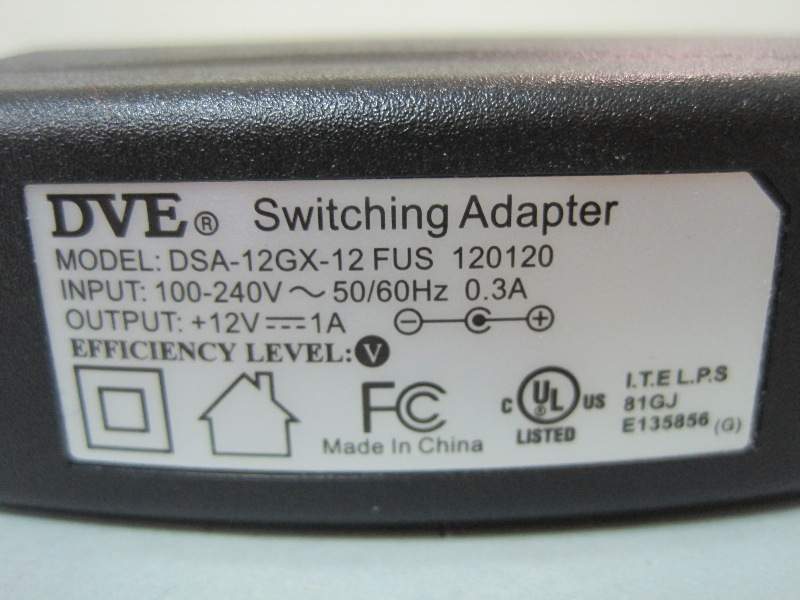 DVE® Switching Adapter
MODEL: DSA-12GX-12 FUS 120120
INPUT: 100-240V ~ 50/60Hz 0.3A
OUTPUT: +12V ⎓ 1A
EFFICIENCY LEVEL: V
FC
Made In China
C UL® US
LISTED
I.T.E L.P.S
81GJ
E135856 (G)